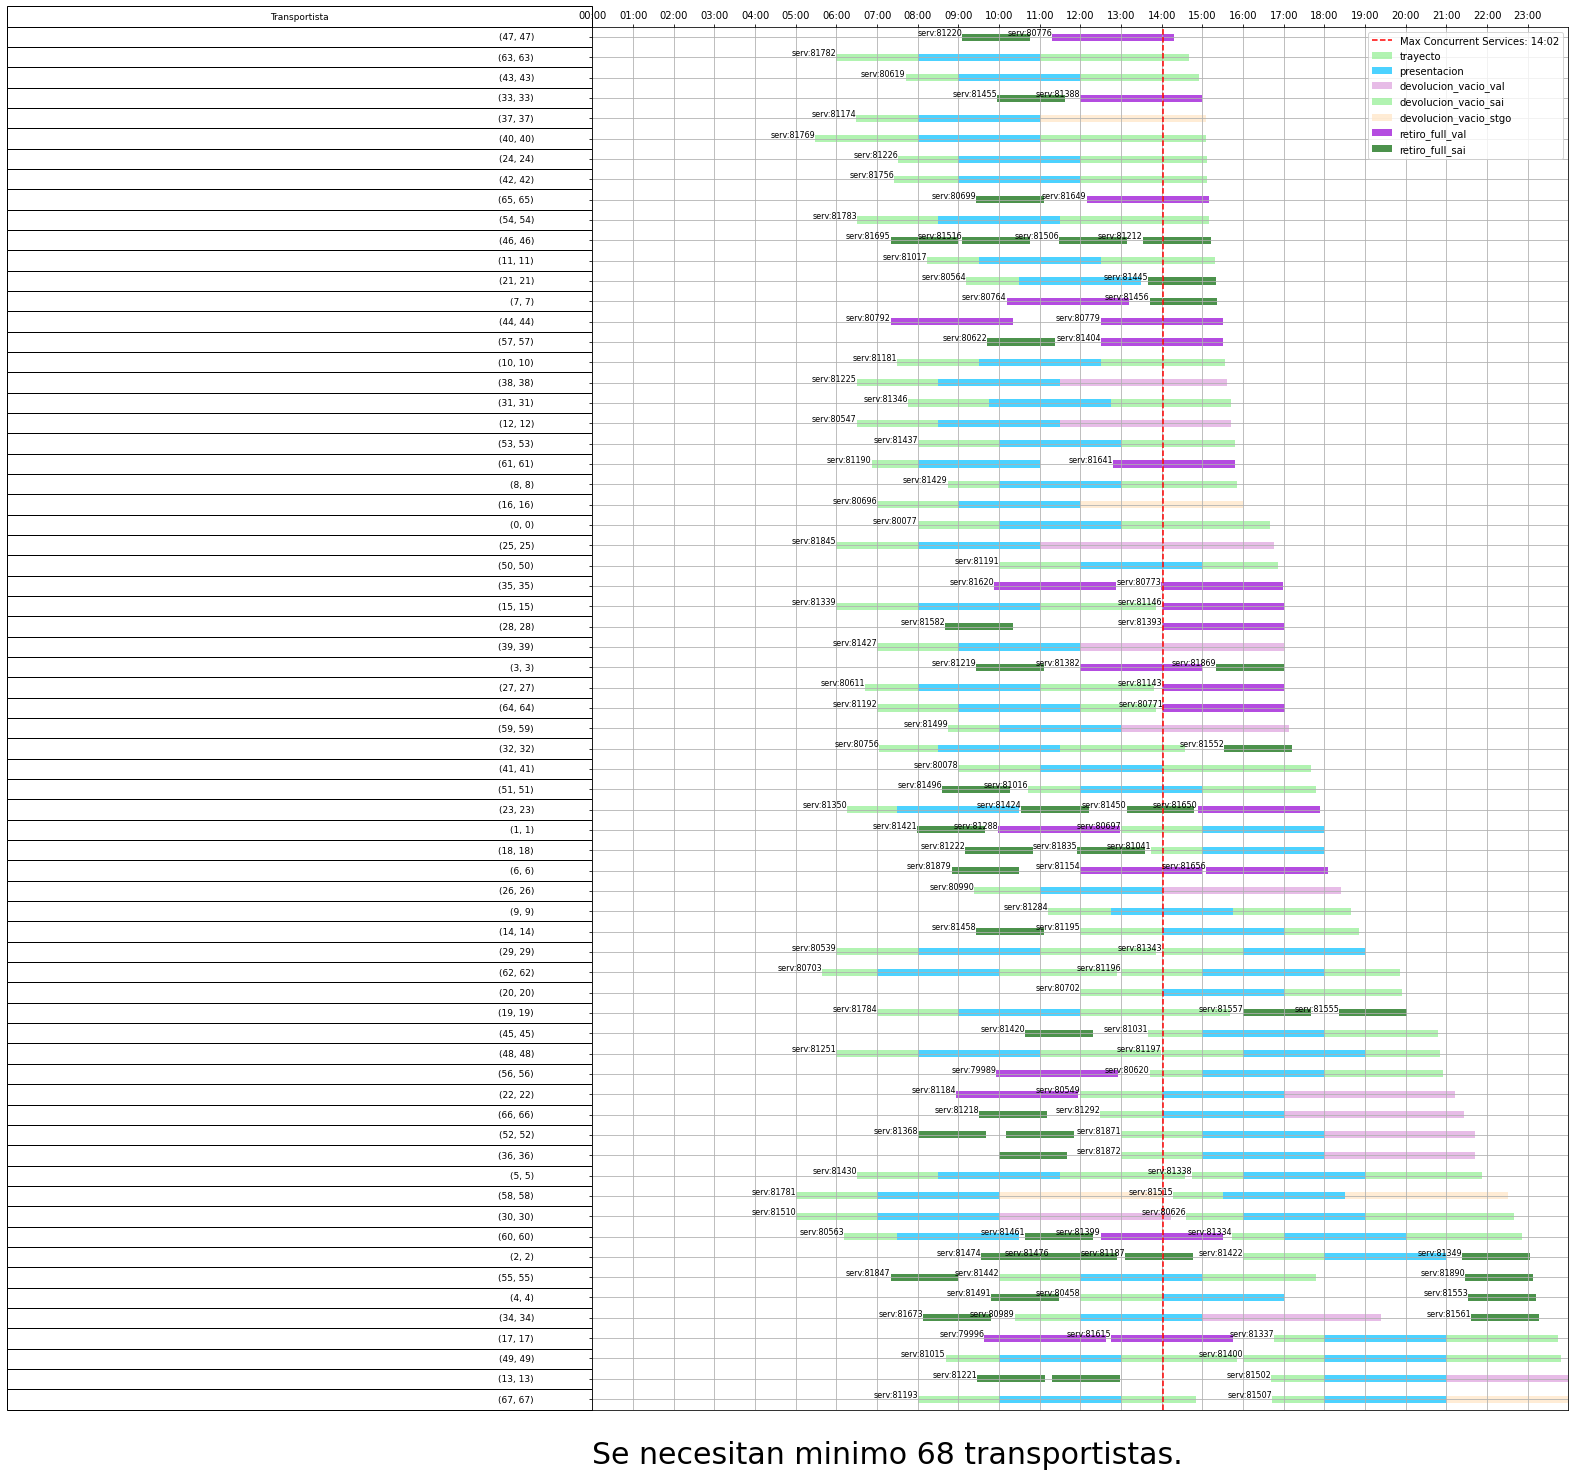 Transportista 00:00 01:00 02:00 03:00 04:00 05:00 06:00 07:00 08:00 09:00 10:00 11:00 12:00 13:00 14:00 15:00 16:00 17:00 18:00 19:00 20:00 21:00 22:00 23:00
(47, 47) serv:81220 serv:80776
Max Concurrent Services: 14:02
(63, 63) serv:81782
trayecto
(43, 43) serv:80619
presentacion
devolucion_vacio_val
(33, 33) serv:81455 serv:81388
devolucion_vacio_sai
(37, 37) serv:81174
devolucion_vacio_stgo
retiro_full_val
(40, 40) serv:81769
retiro_full_sai
(24, 24) serv:81226
(42, 42) serv:81756
(65, 65) serv:80699 serv:81649
(54, 54) serv:81783
(46, 46) serv:81695 serv:81516 serv:81506 serv:81212
(11, 11) serv:81017
(21, 21) serv:80564 serv:81445
(7, 7) serv:80764 serv:81456
(44, 44) serv:80792 serv:80779
(57, 57) serv:80622 serv:81404
(10, 10) serv:81181
(38, 38) serv:81225
(31, 31) serv:81346
(12, 12) serv:80547
(53, 53) serv:81437
(61, 61) serv:81190 serv:81641
(8, 8) serv:81429
(16, 16) serv:80696
(0, 0) serv:80077
(25, 25) serv:81845
(50, 50) serv:81191
(35, 35) serv:81620 serv:80773
(15, 15) serv:81339 serv:81146
(28, 28) serv:81582 serv:81393
(39, 39) serv:81427
(3, 3) serv:81219 serv:81382 serv:81869
(27, 27) serv:80611 serv:81143
(64, 64) serv:81192 serv:80771
(59, 59) serv:81499
(32, 32) serv:80756 serv:81552
(41, 41) serv:80078
(51, 51) serv:81496 serv:81016
(23, 23) serv:81350 serv:81424 serv:81450 serv:81650
(1, 1) serv:81421 serv:81288 serv:80697
(18, 18) serv:81222 serv:81835 serv:81041
(6, 6) serv:81879 serv:81154 serv:81656
(26, 26) serv:80990
(9, 9) serv:81284
(14, 14) serv:81458 serv:81195
(29, 29) serv:80539 serv:81343
(62, 62) serv:80703 serv:81196
(20, 20) serv:80702
(19, 19) serv:81784 serv:81557 serv:81555
(45, 45) serv:81420 serv:81031
(48, 48) serv:81251 serv:81197
(56, 56) serv:79989 serv:80620
(22, 22) serv:81184 serv:80549
(66, 66) serv:81218 serv:81292
(52, 52) serv:81368 serv:81871
(36, 36) serv:81872
(5, 5) serv:81430 serv:81338
(58, 58) serv:81781 serv:81515
(30, 30) serv:81510 serv:80626
(60, 60) serv:80563 serv:81461 serv:81399 serv:81334
(2, 2) serv:81474 serv:81476 serv:81187 serv:81422 serv:81349
(55, 55) serv:81847 serv:81442 serv:81890
(4, 4) serv:81491 serv:80458 serv:81553
(34, 34) serv:81673 serv:80989 serv:81561
(17, 17) serv:79996 serv:81615 serv:81337
(49, 49) serv:81015 serv:81400
(13, 13) serv:81221 serv:81502
(67, 67) serv:81193 serv:81507
Se necesitan minimo 68 transportistas.